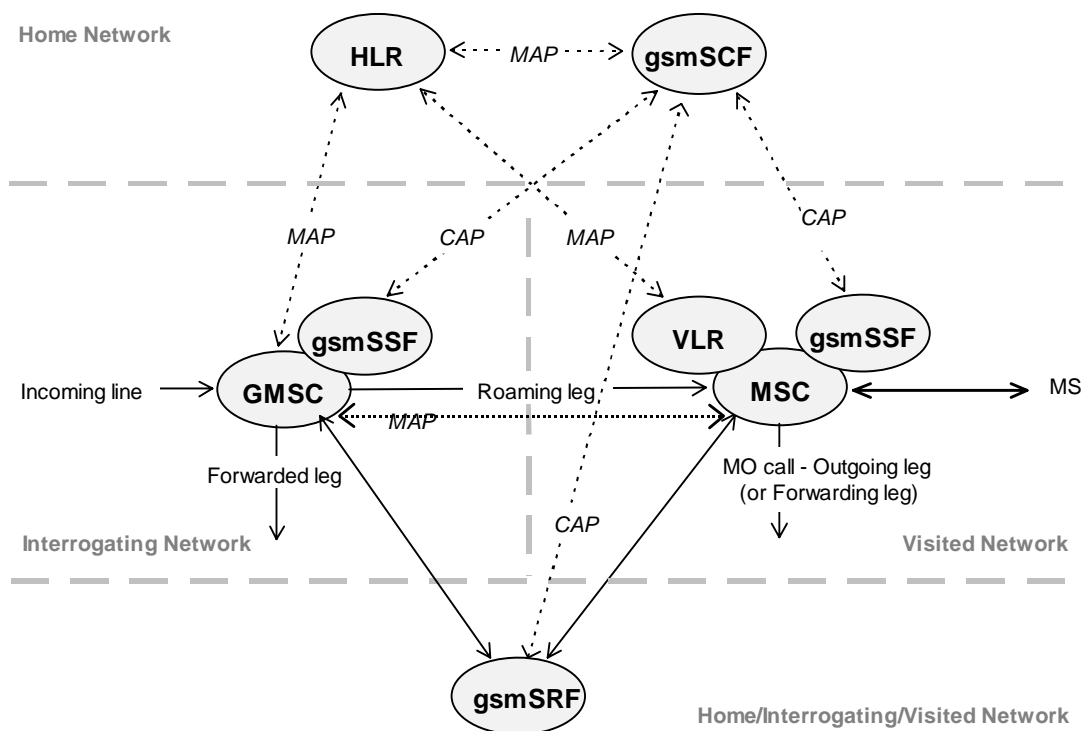 Home Network
HLR
MAP
gsmSCF
MAP
CAP
MAP
CAP
gsmSSF
VLR
gsmSSF
Incoming line
GMSC
Roaming leg
MSC
MS
MAP
Forwarded leg
MO call - Outgoing leg
(or Forwarding leg)
CAP
Interrogating Network
Visited Network
gsmSRF
Home/Interrogating/Visited Network